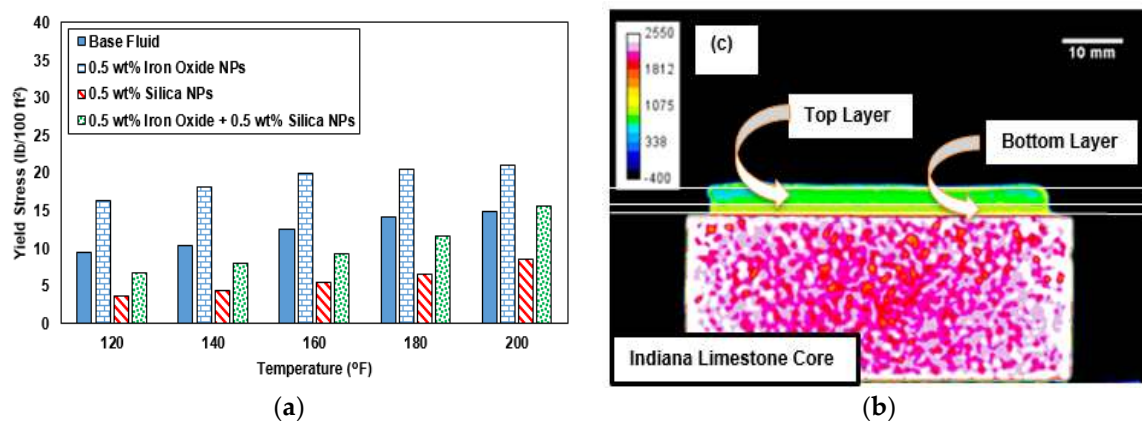 Yield Stress (lb/100 ft²)
40
35
30
25
20
15
10
5
0
Base Fluid
0.5 wt% Iron Oxide NPs
0.5 wt% Silica NPs
0.5 wt% Iron Oxide + 0.5 wt% Silica NPs
120 140 160 180 200
Temperature (ºF)
(a)
2550
1812
1075
338
-400
(c)
10 mm
Top Layer
Bottom Layer
Indiana Limestone Core
(b)